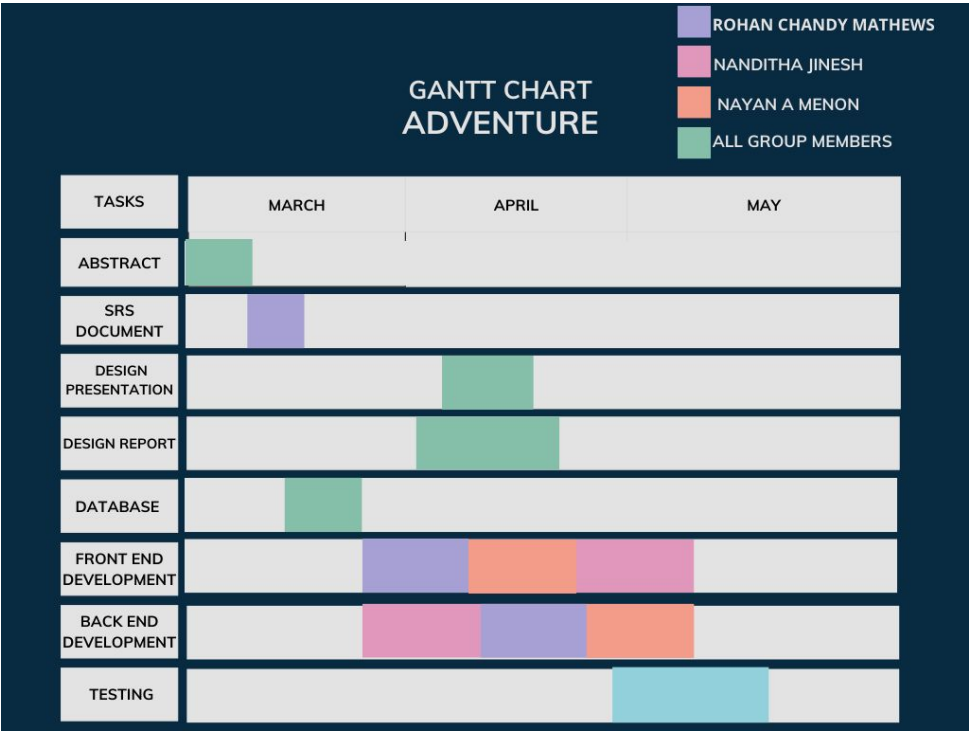 ROHAN CHANDY MATHEWS
NANDITHA JINESH
GANTT CHART
ADVENTURE
NAYAN A MENON
ALL GROUP MEMBERS
TASKS
MARCH
APRIL
MAY
ABSTRACT
SRS
DOCUMENT
DESIGN
PRESENTATION
DESIGN REPORT
DATABASE
FRONT END
DEVELOPMENT
BACK END
DEVELOPMENT
TESTING